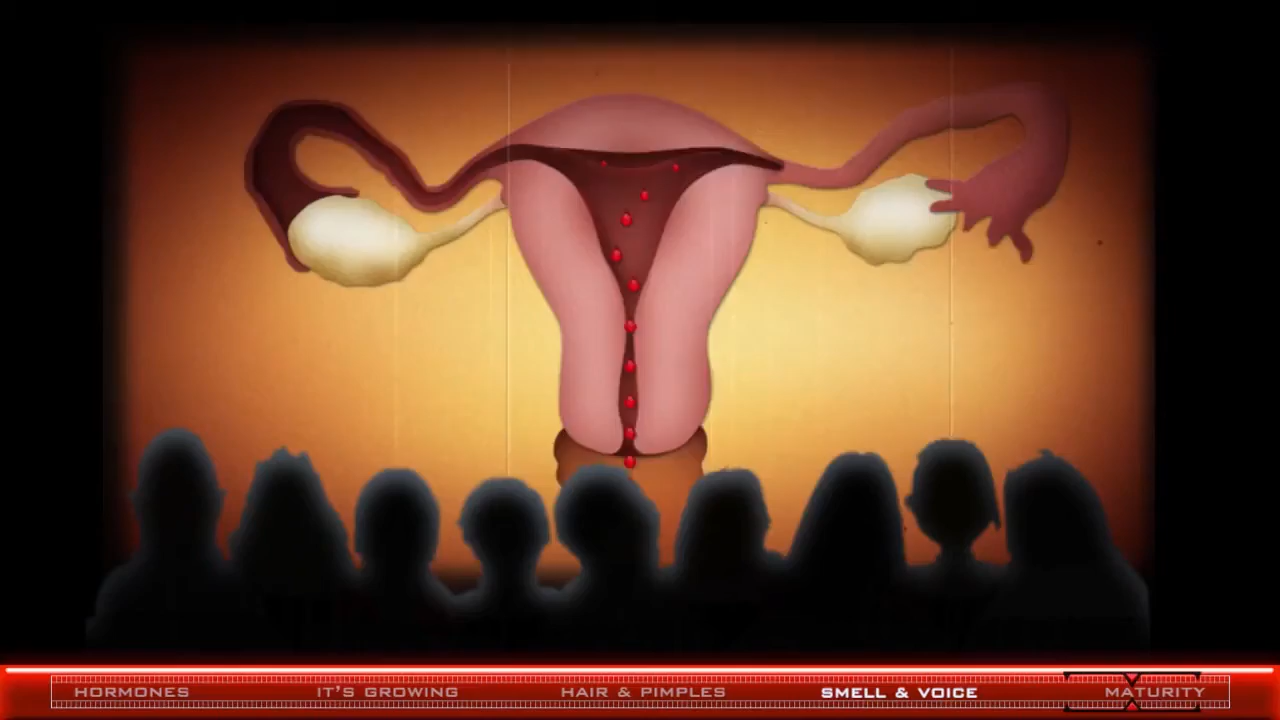 HORMONES
IT'S GROWING
HAIR & PIMPLES
SMELL & VOICE
MATURITY